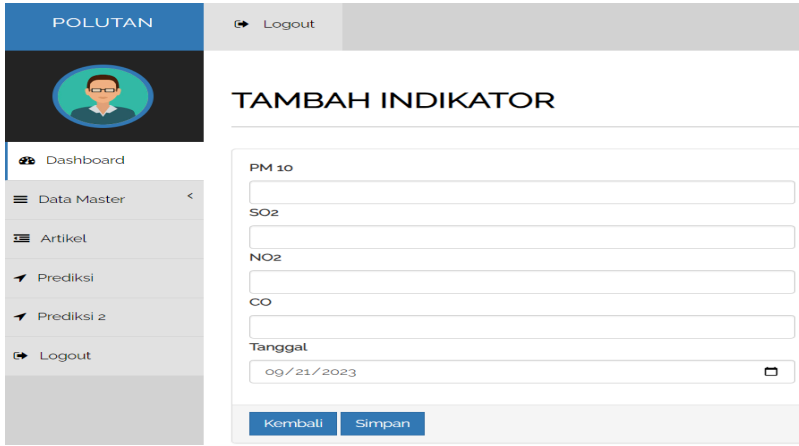 POLUTAN
Logout
TAMBAH INDIKATOR
Dashboard
Data Master
Artikel
Prediksi
Prediksi 2
Logout
PM 10
SO2
NO2
CO
Tanggal
09/21/2023
Kembali
Simpan